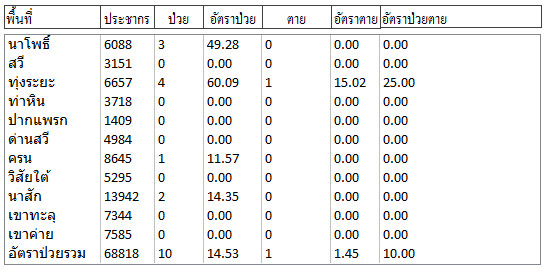 พื้นที่ ประชากร ป่วย อัตราป่วย ตาย อัตราตาย อัตราป่วยตาย
นาโพธิ์ 6088 3 49.28 0 0.00 0.00
สวี 3151 0 0.00 0 0.00 0.00
ทุ่งระยะ 6657 4 60.09 1 15.02 25.00
ท่าหิน 3718 0 0.00 0 0.00 0.00
ปากแพรก 1409 0 0.00 0 0.00 0.00
ด่านสวี 4984 0 0.00 0 0.00 0.00
ครน 8645 1 11.57 0 0.00 0.00
วิสัยใต้ 5295 0 0.00 0 0.00 0.00
นาสัก 13942 2 14.35 0 0.00 0.00
เขาทะลุ 7344 0 0.00 0 0.00 0.00
เขาค่าย 7585 0 0.00 0 0.00 0.00
อัตราป่วยรวม 68818 10 14.53 1 1.45 10.00